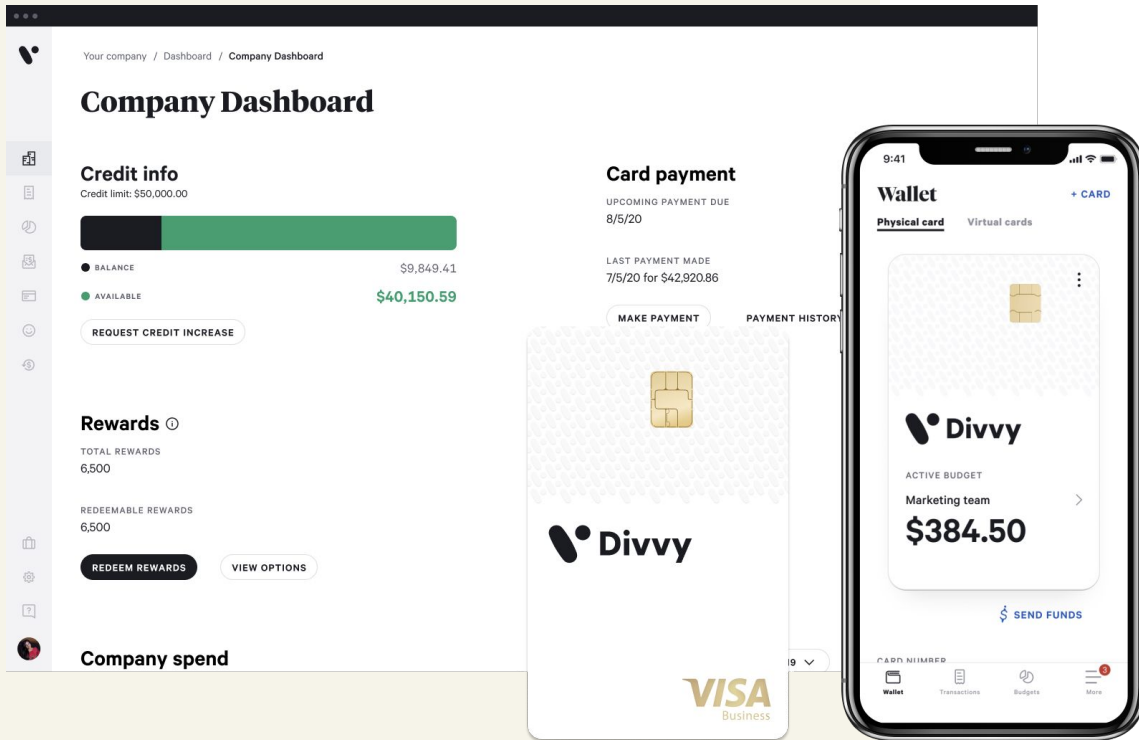 Your company / Dashboard / Company Dashboard
Company Dashboard
Credit info
Credit limit: $50,000.00
BALANCE $9,849.41
AVAILABLE $40,150.59
REQUEST CREDIT INCREASE
Card payment
UPCOMING PAYMENT DUE
8/5/20
LAST PAYMENT MADE
7/5/20 for $42,920.86
MAKE PAYMENT PAYMENT HISTORY
Rewards
TOTAL REWARDS
6,500
REDEEMABLE REWARDS
6,500
REDEEM REWARDS VIEW OPTIONS
Company spend
19
Divvy
VISA
Business
9:41
Wallet + CARD
Physical card Virtual cards
Divvy
ACTIVE BUDGET
Marketing team
$384.50
SEND FUNDS
CARD NUMBER
3
Wallet Transactions Budgets More